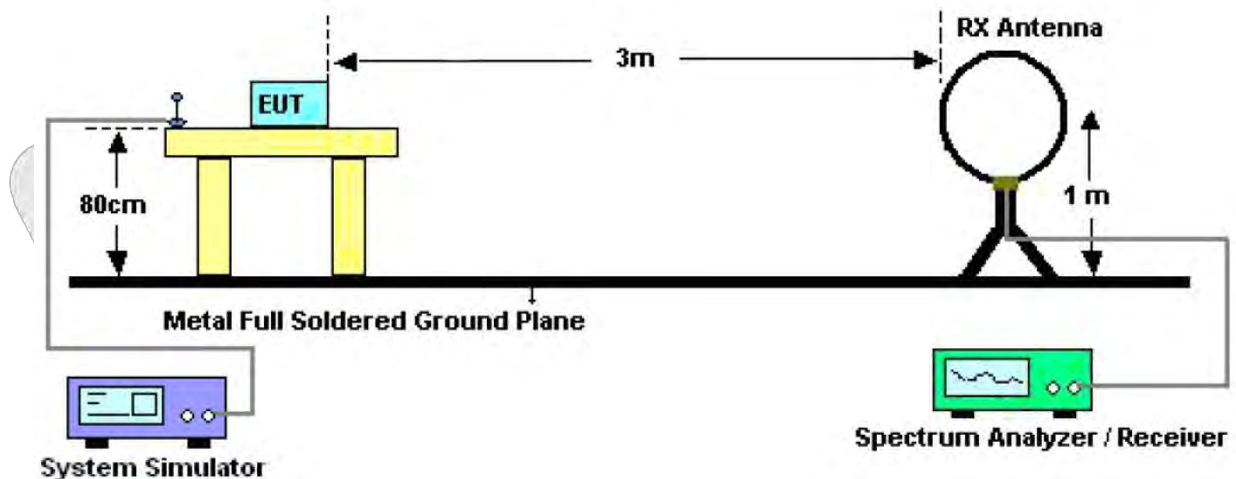 RX Antenna
3m
EUT
80cm
1 m
Metal Full Soldered Ground Plane
Spectrum Analyzer / Receiver
System Simulator